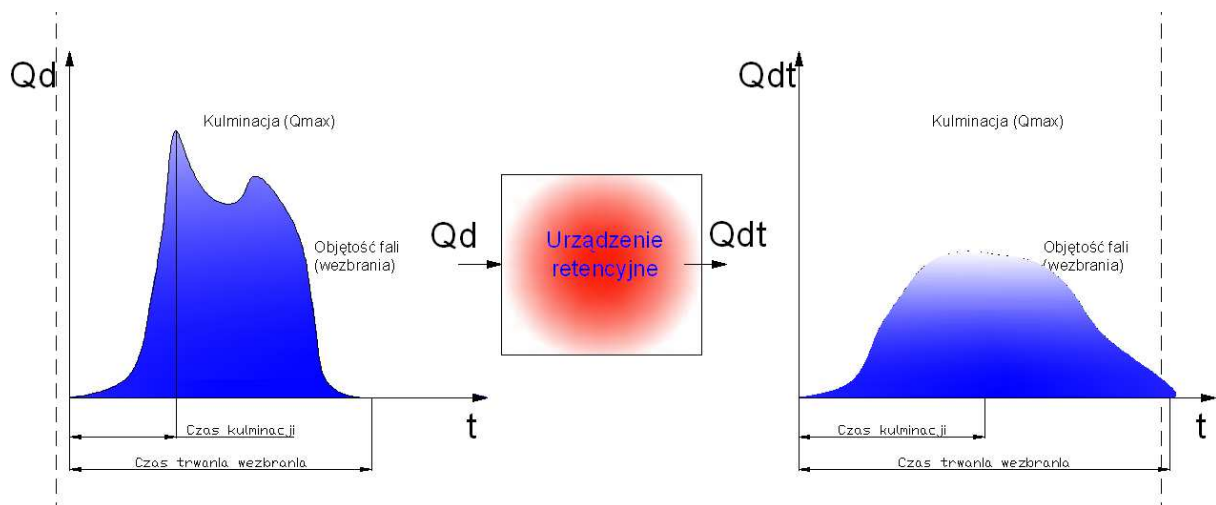 Qd
Kulminacja (Qmax)
Objętość fali
(wezbrania)
t
Czas kulminacji
Czas trwania wezbrania
Qd
Urządzenie
retencyjne
Qdt
Qdt
Kulminacja (Qmax)
Objętość fali
(wezbrania)
t
Czas kulminacji
Czas trwania wezbrania